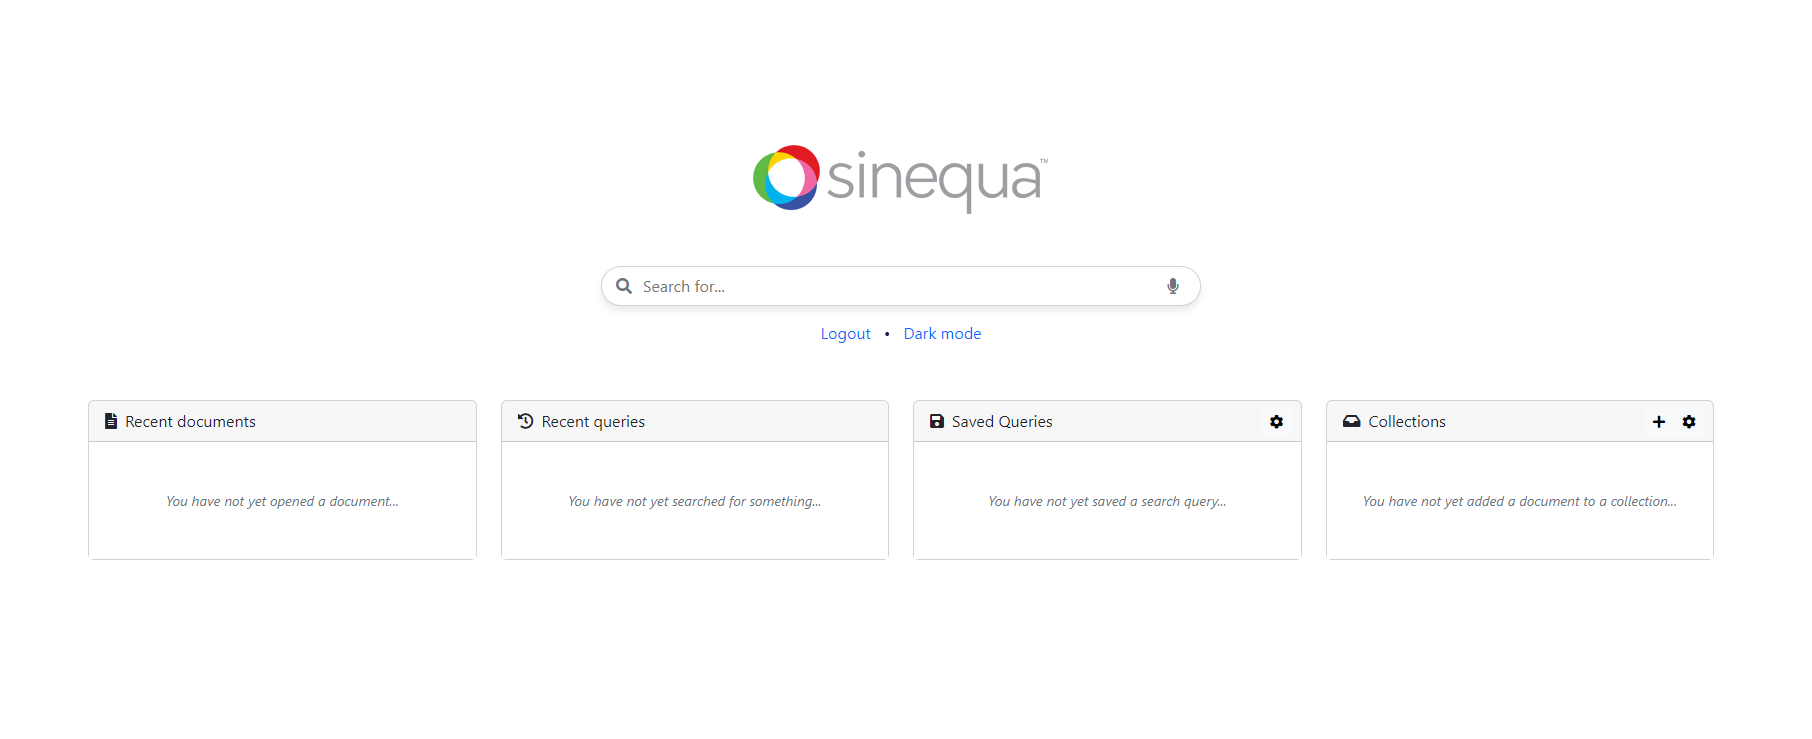 sinequa™
Search for...
Logout • Dark mode
Recent documents
You have not yet opened a document...
Recent queries
You have not yet searched for something...
Saved Queries
You have not yet saved a search query...
Collections
You have not yet added a document to a collection...